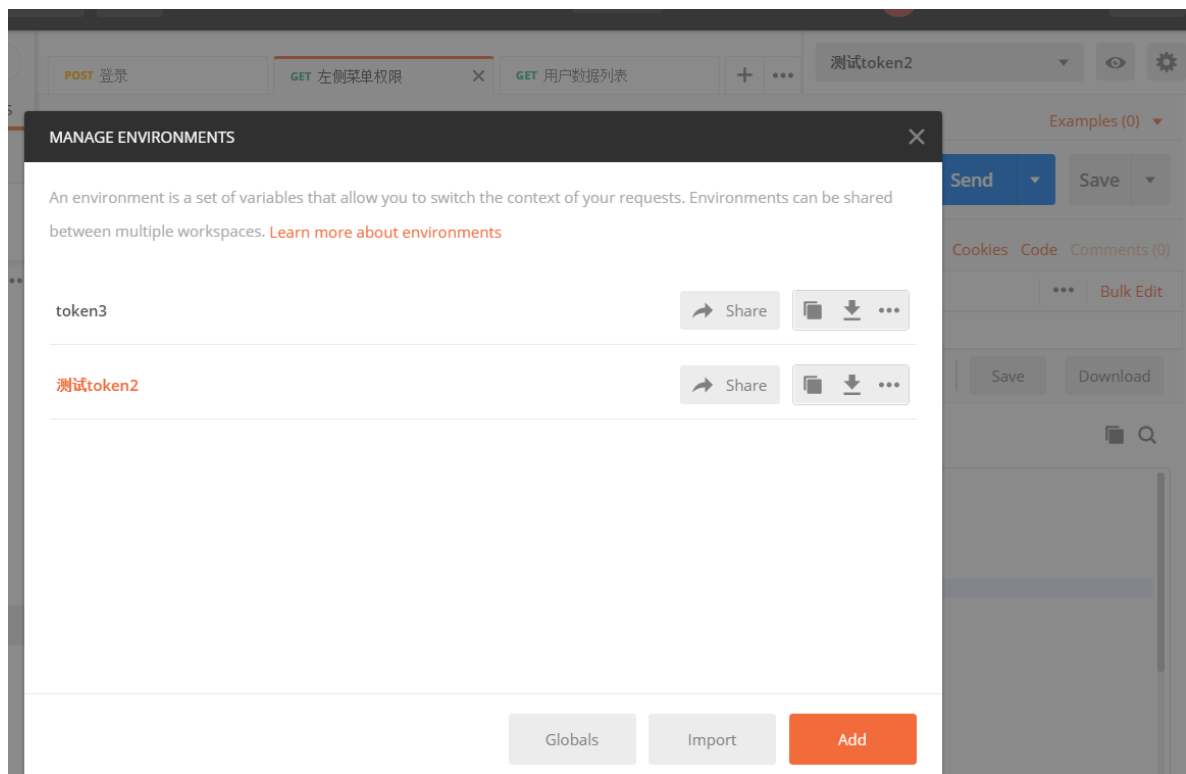 POST 登录
GET 左侧菜单权限
GET 用户数据列表
测试token2
Examples (0)
MANAGE ENVIRONMENTS
Send
Save
An environment is a set of variables that allow you to switch the context of your requests. Environments can be shared
between multiple workspaces. Learn more about environments
Cookies Code Comments (0)
Bulk Edit
token3
Share
测试token2
Share
Save
Download
Globals
Import
Add